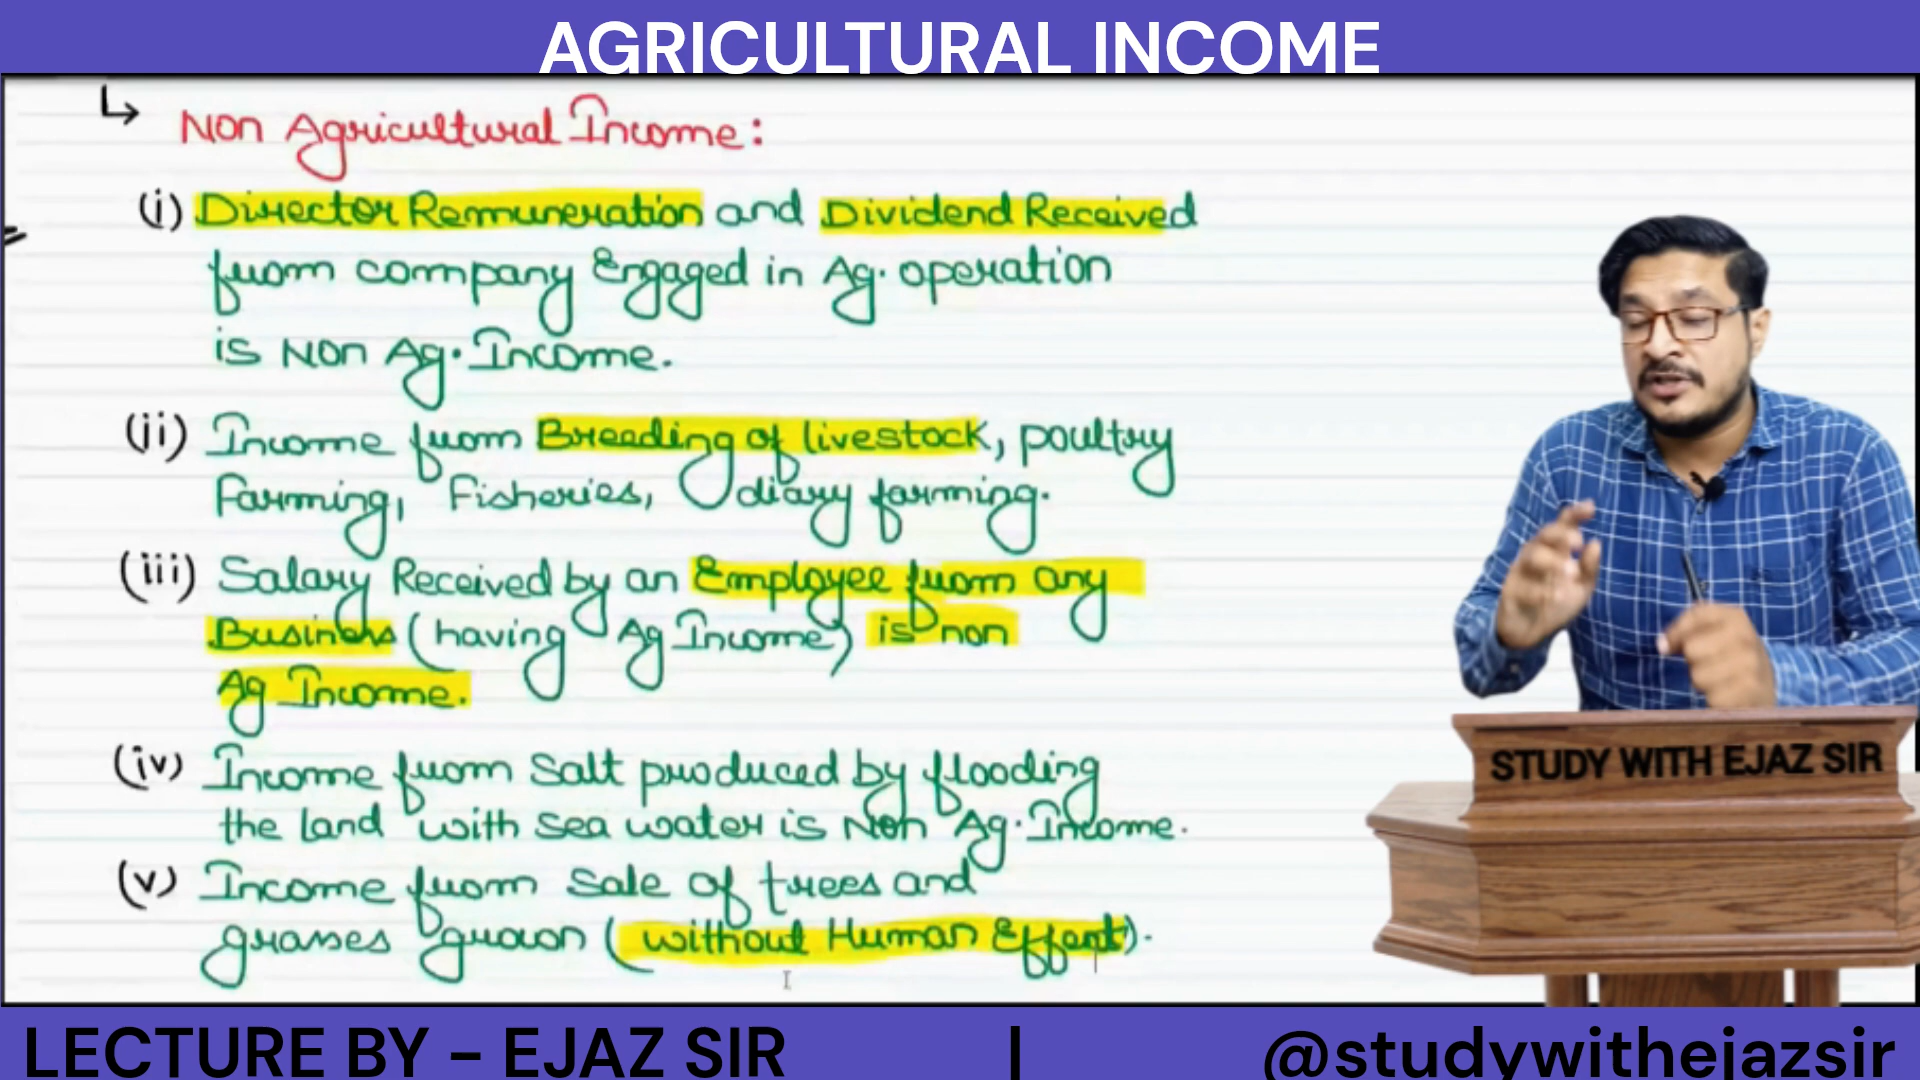 AGRICULTURAL INCOME
↳ Non Agricultural Income:
(i) Director Remuneration and Dividend Received
from company Engaged in Ag. operation
is Non Ag. Income.
(ii) Income from Breeding of livestock, poultry
Farming, Fisheries, diary farming.
(iii) Salary Received by an Employee from any
Business (having Ag Income) is non
Ag Income.
(iv) Income from Salt produced by flooding
the land with sea water is Non Ag. Income.
(v) Income from Sale of trees and
grasses grown (without Human Effort).
STUDY WITH EJAZ SIR
LECTURE BY - EJAZ SIR | @studywithejazsir